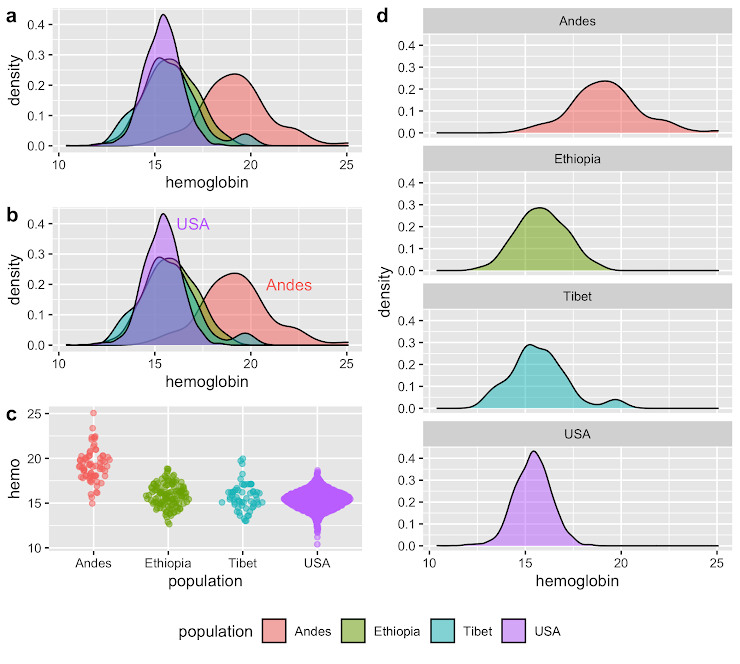 a
density
0.4
0.3
0.2
0.1
0.0
10 15 20 25
hemoglobin
b
density
0.4
0.3
0.2
0.1
0.0
USA
Andes
10 15 20 25
hemoglobin
c
hemo
25
20
15
10
Andes Ethiopia Tibet USA
population
d
density
Andes
0.4
0.3
0.2
0.1
0.0
Ethiopia
0.4
0.3
0.2
0.1
0.0
Tibet
0.4
0.3
0.2
0.1
0.0
USA
0.4
0.3
0.2
0.1
0.0
10 15 20 25
hemoglobin
population Andes Ethiopia Tibet USA